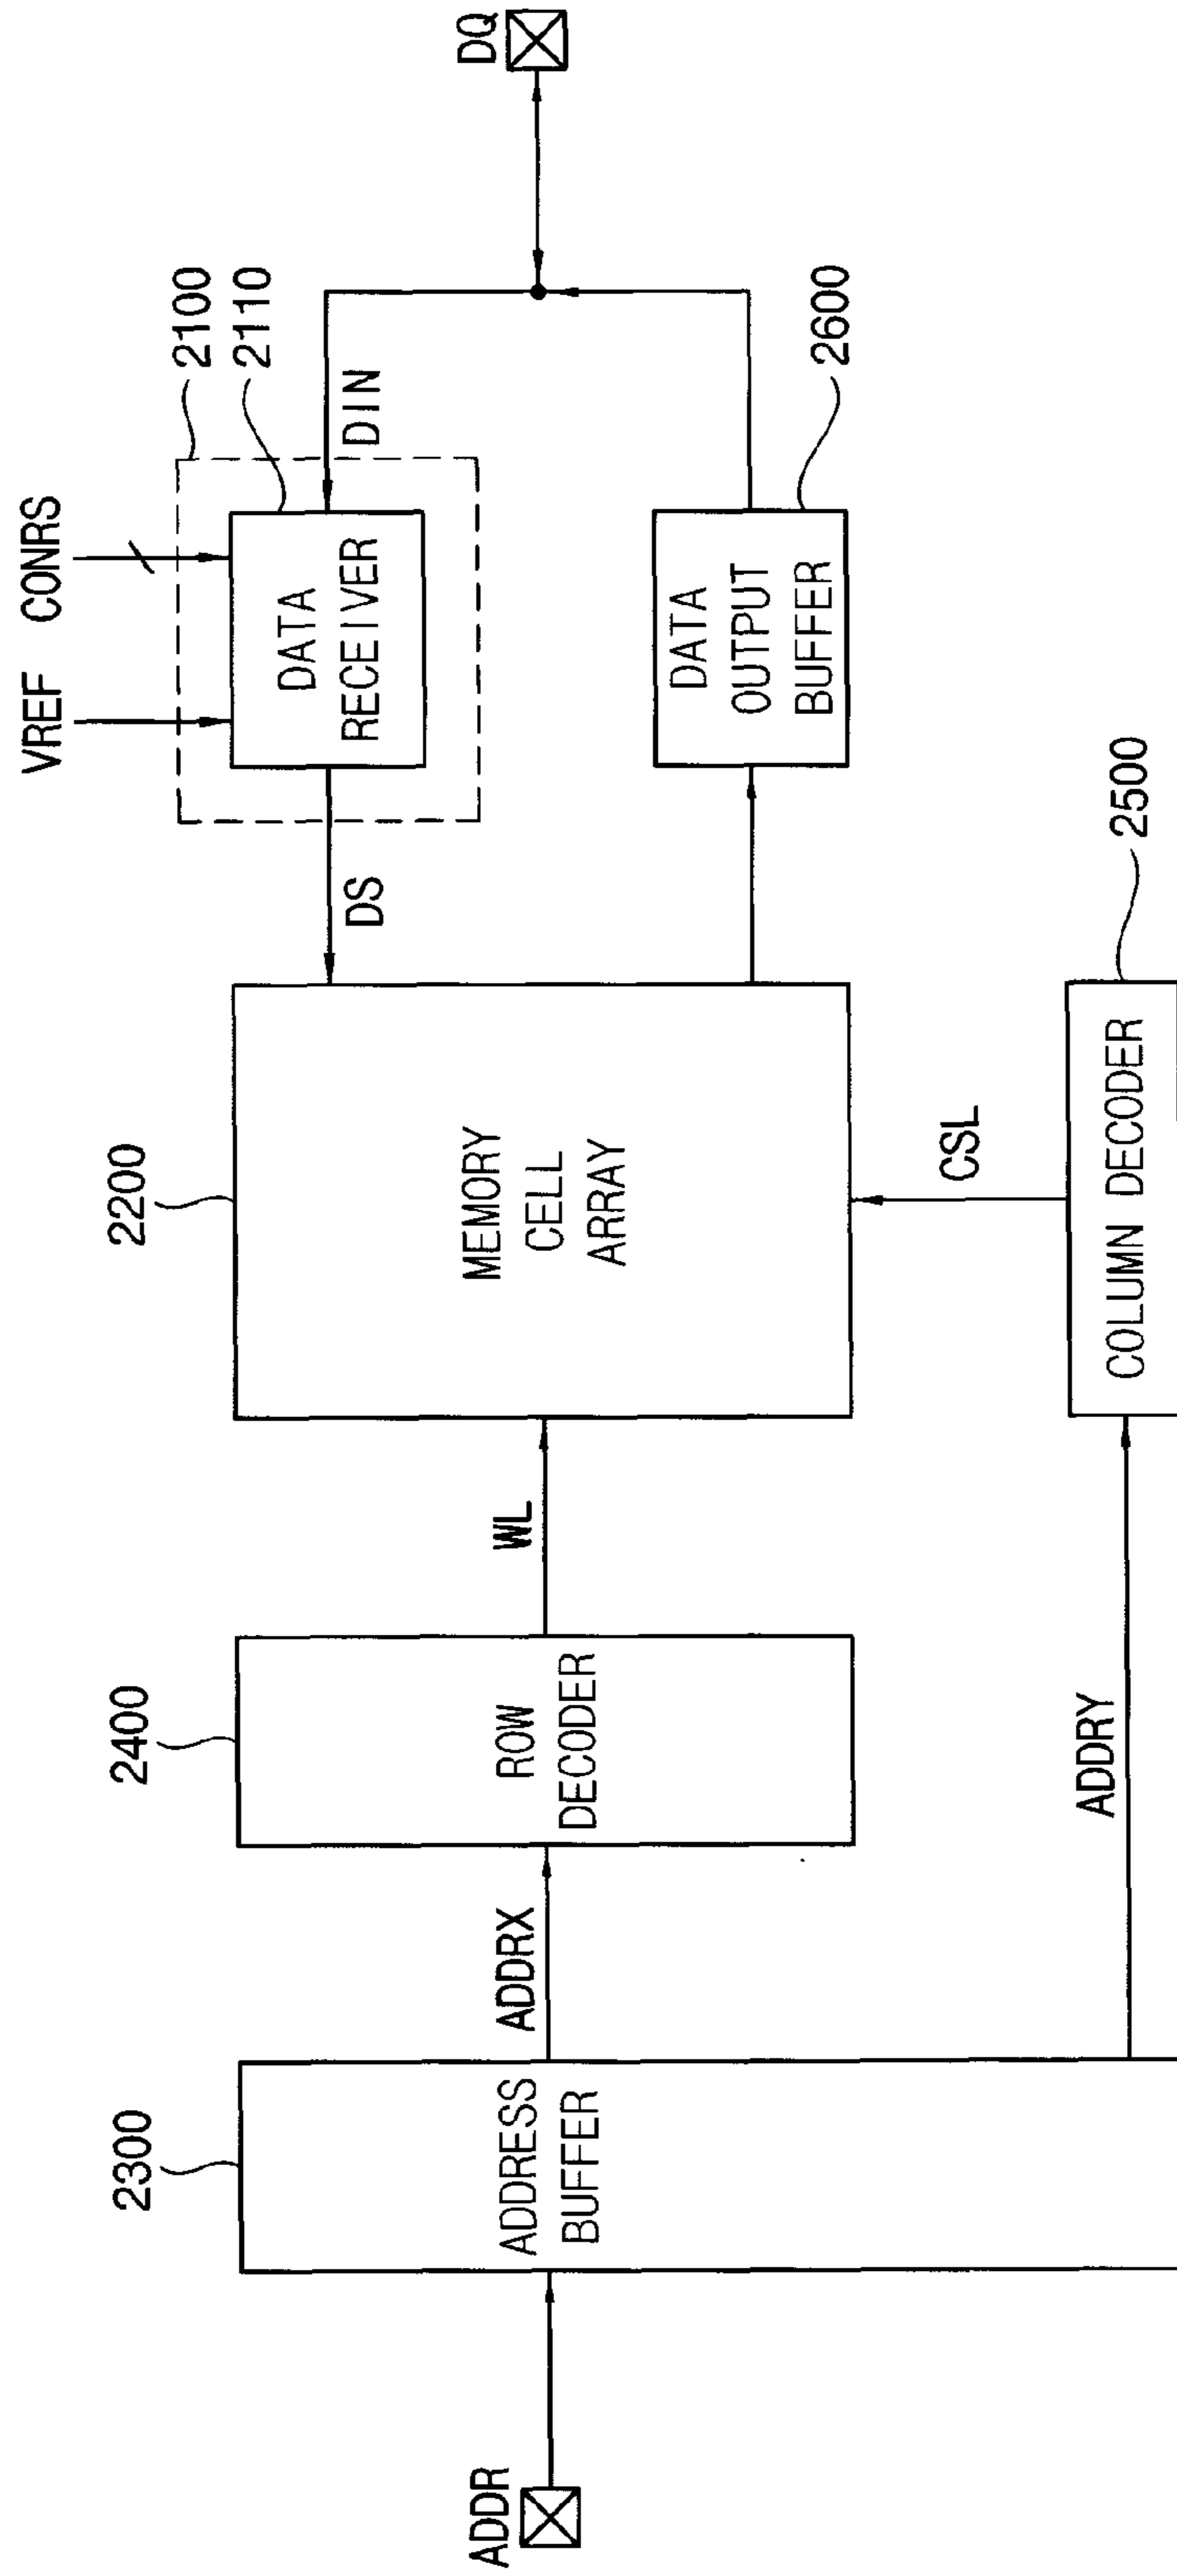 VREF CONRS
2100
2110
DQ
DATA
RECEIVER
DIN
DS
2200
MEMORY
CELL
ARRAY
DATA
OUTPUT
BUFFER
2600
2400
ROW
DECODER
WL
2300
ADDRESS
BUFFER
ADDRX
ADDR
ADDRY
CSL
COLUMN DECODER
2500